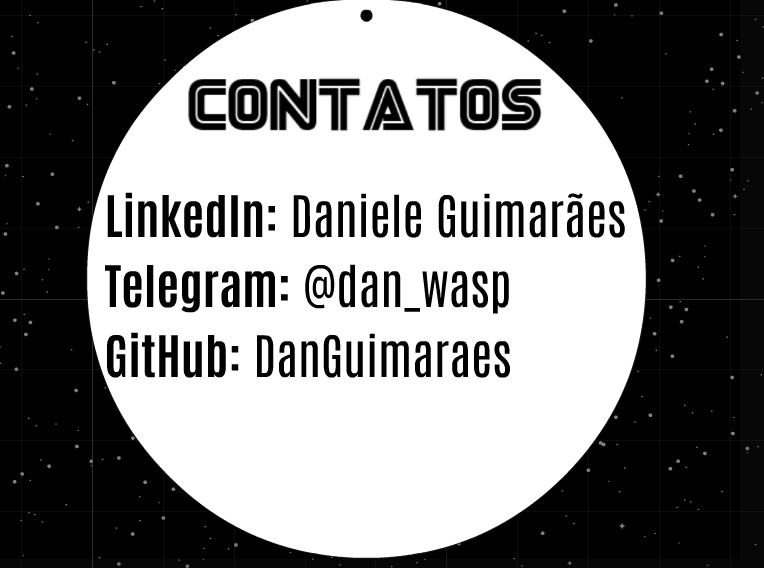 CONTATOS
LinkedIn: Daniele Guimarães
Telegram: @dan_wasp
GitHub: DanGuimaraes